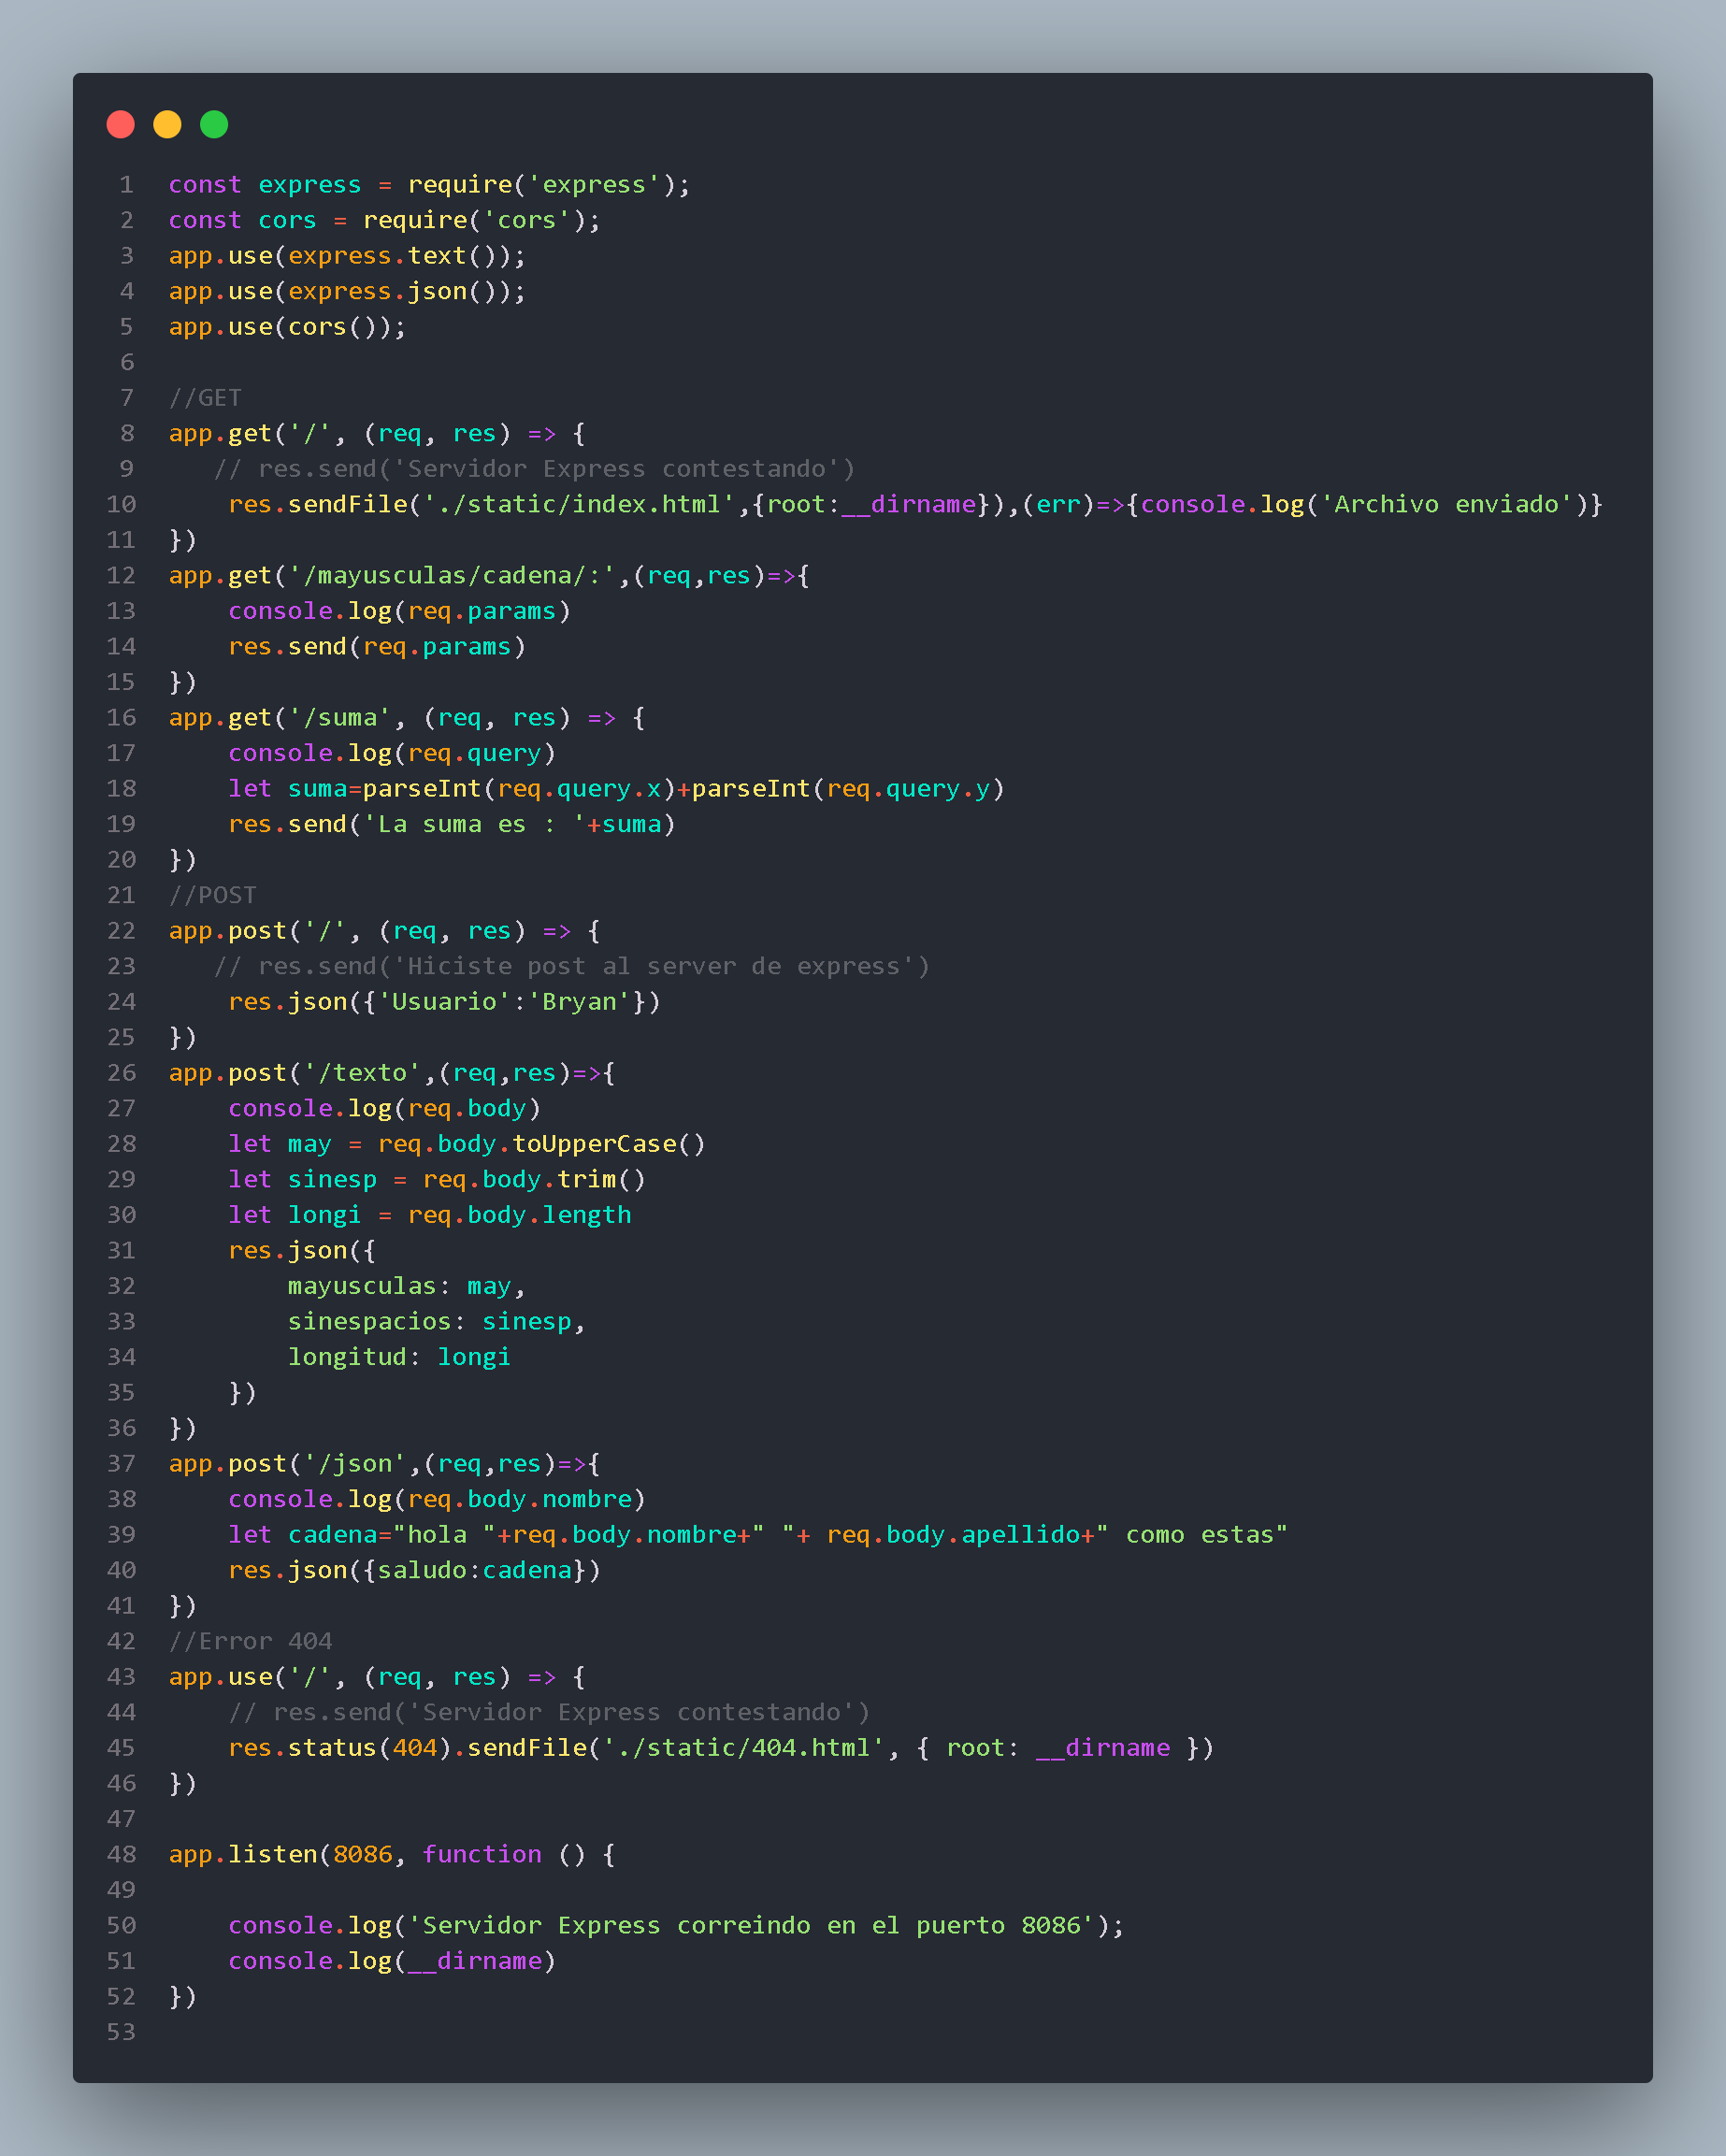 1 const express = require('express');
2 const cors = require('cors');
3 app.use(express.text());
4 app.use(express.json());
5 app.use(cors());
6
7 //GET
8 app.get('/', (req, res) => {
9    // res.send('Servidor Express contestando')
10     res.sendFile('./static/index.html',{root:__dirname}),(err)=>{console.log('Archivo enviado')}
11 })
12 app.get('/mayusculas/cadena/:',(req,res)=>{
13     console.log(req.params)
14     res.send(req.params)
15 })
16 app.get('/suma', (req, res) => {
17     console.log(req.query)
18     let suma=parseInt(req.query.x)+parseInt(req.query.y)
19     res.send('La suma es : '+suma)
20 })
21 //POST
22 app.post('/', (req, res) => {
23    // res.send('Hiciste post al server de express')
24     res.json({'Usuario':'Bryan'})
25 })
26 app.post('/texto',(req,res)=>{
27     console.log(req.body)
28     let may = req.body.toUpperCase()
29     let sinesp = req.body.trim()
30     let longi = req.body.length
31     res.json({
32         mayusculas: may,
33         sinespacios: sinesp,
34         longitud: longi
35     })
36 })
37 app.post('/json',(req,res)=>{
38     console.log(req.body.nombre)
39     let cadena="hola "+req.body.nombre+" "+ req.body.apellido+" como estas"
40     res.json({saludo:cadena})
41 })
42 //Error 404
43 app.use('/', (req, res) => {
44     // res.send('Servidor Express contestando')
45     res.status(404).sendFile('./static/404.html', { root: __dirname })
46 })
47
48 app.listen(8086, function () {
49
50     console.log('Servidor Express correindo en el puerto 8086');
51     console.log(__dirname)
52 })
53